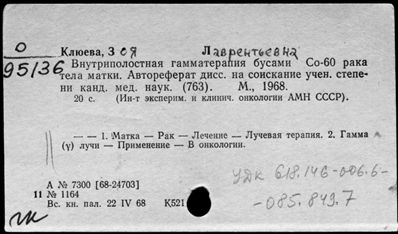 О
95/36
Клюева, Зоя Лаврентьевна
Внутриполостная гамматерапия бусами Со-60 рака
тела матки. Автореферат дисс. на соискание учен. степе-
ни канд. мед. наук. (763). М., 1968.
20 с. (Ин-т эксперим. и клинич. онкологии АМН СССР).
— — 1. Матка — Рак — Лечение — Лучевая терапия. 2. Гамма
(γ) лучи — Применение — В онкологии.
УДК 618.146-006.6-
-085.849.7
А № 7300 [68-24703]
11 № 1164
Вс. кн. пал. 22 IV 68 К521